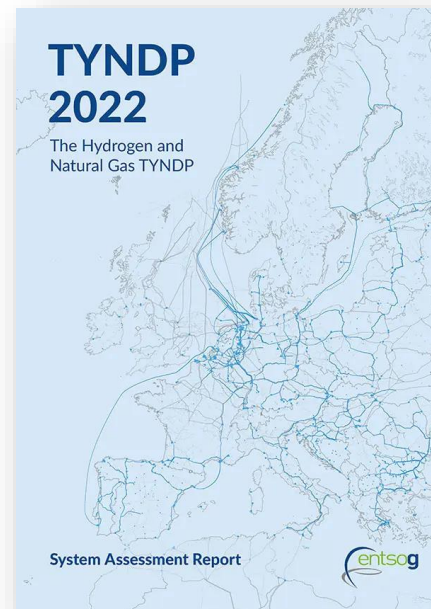 TYNDP
2022
The Hydrogen and
Natural Gas TYNDP
System Assessment Report
entsog